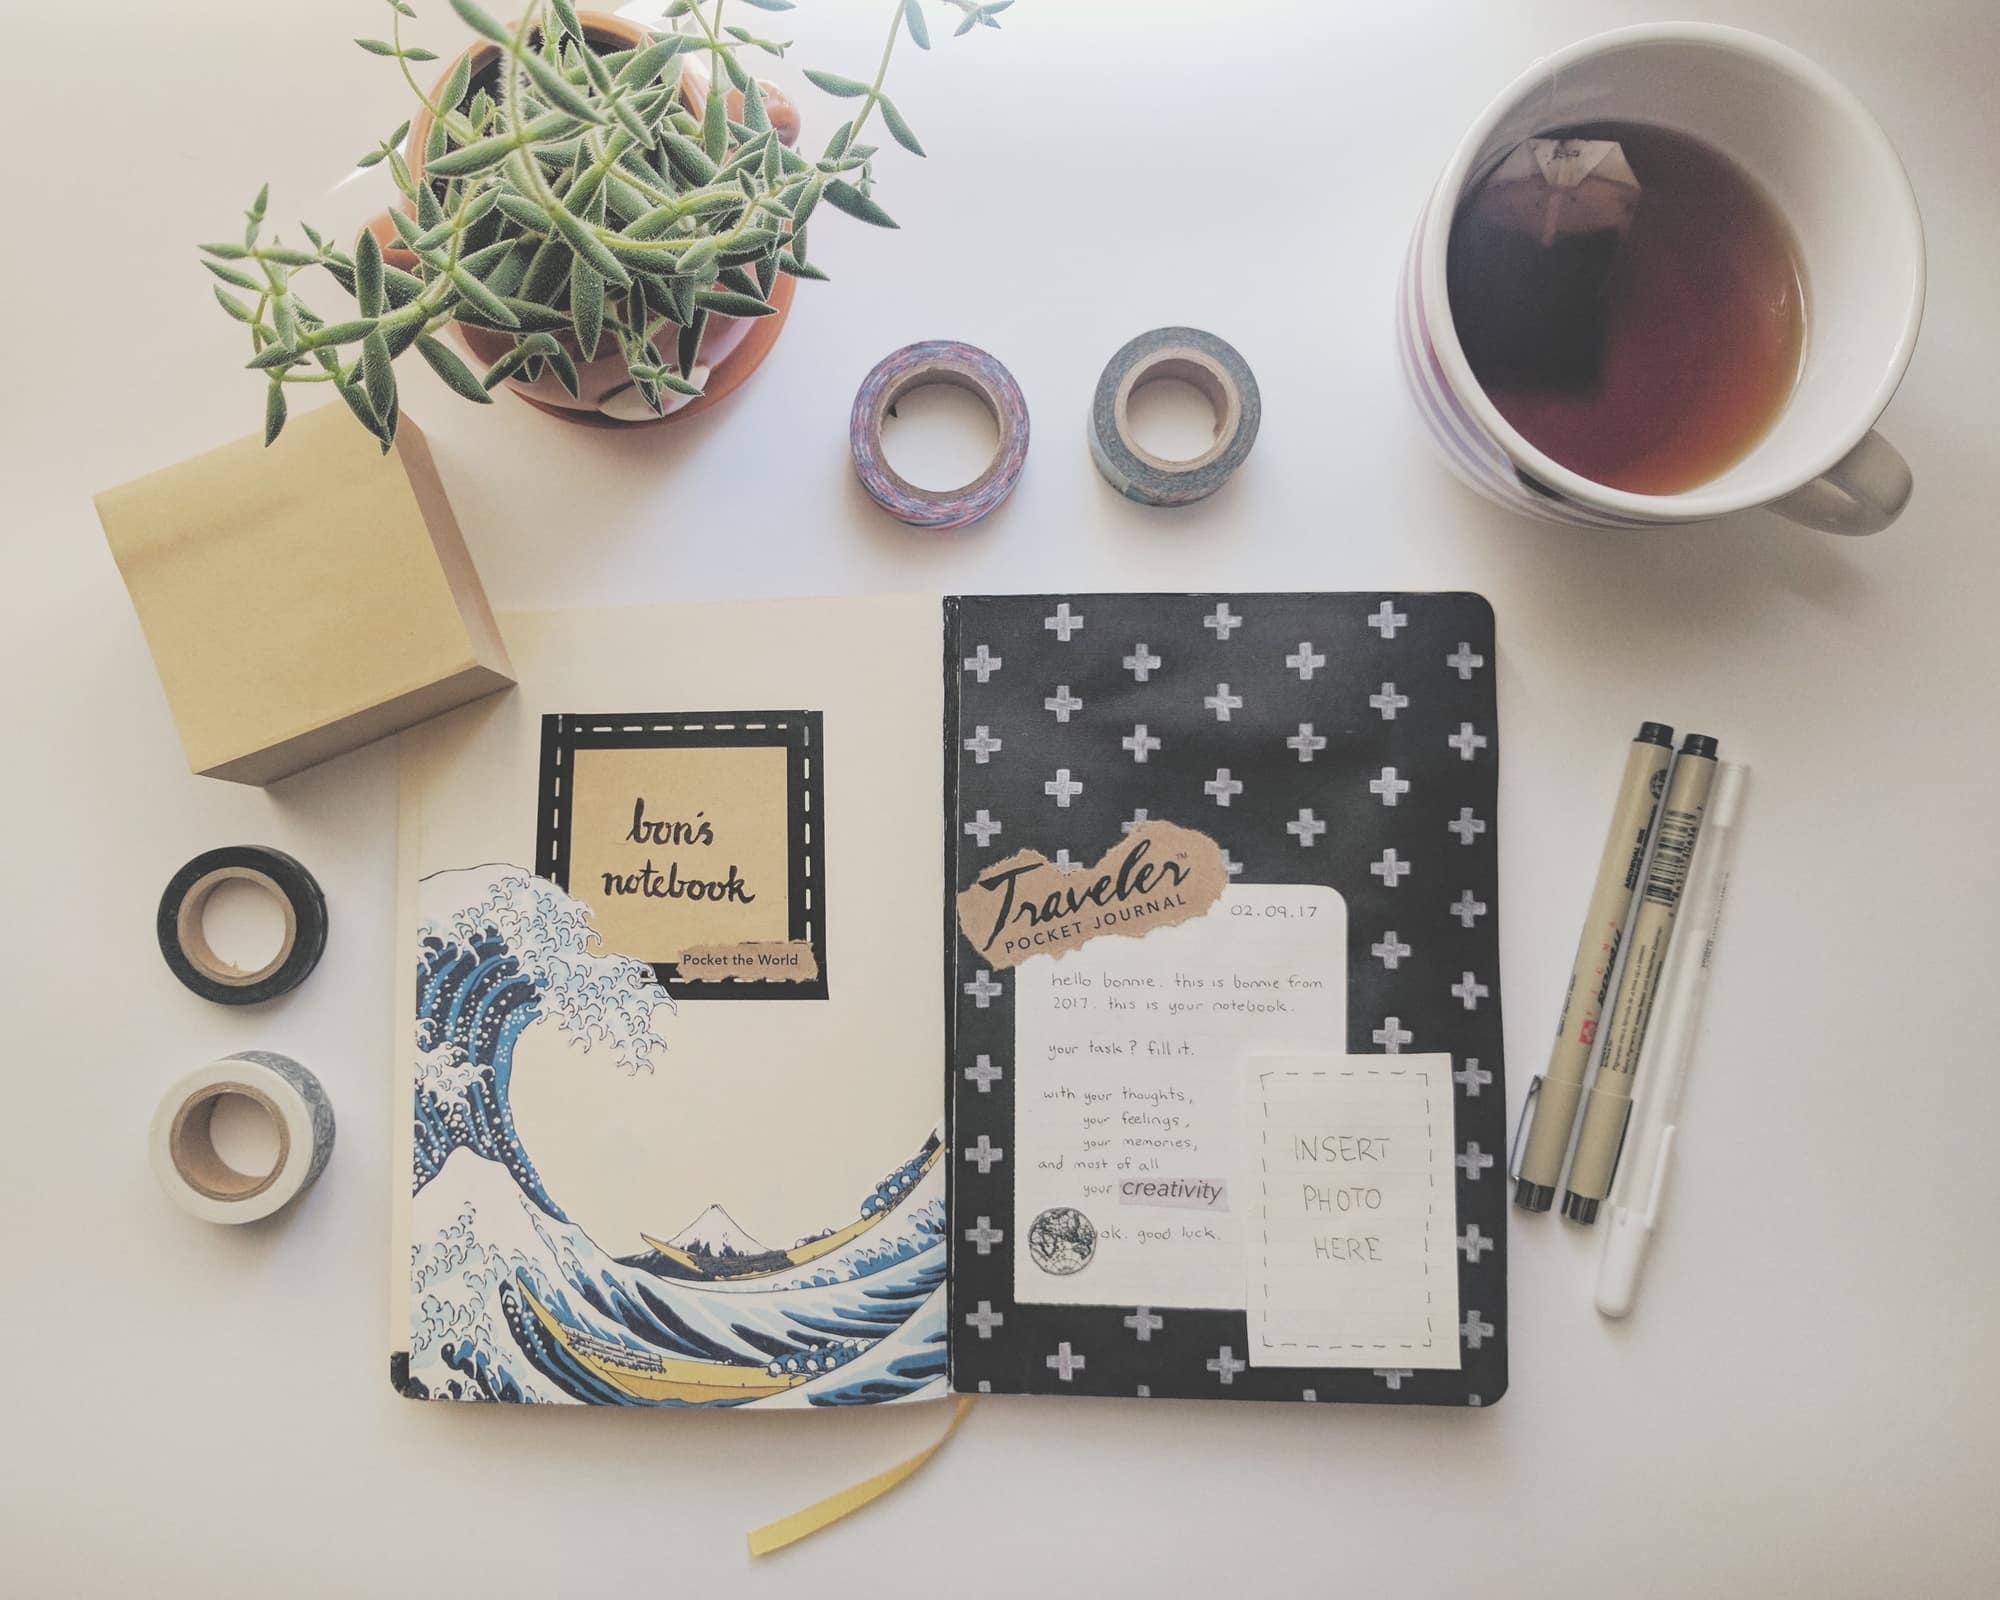 bon's
notebook
Pocket the World
Traveler™
POCKET JOURNAL
02.09.17
hello bonnie. this is bonnie from
2017. this is your notebook.
your task? fill it.
with your thoughts,
your feelings,
your memories,
and most of all
your creativity
ok. good luck.
INSERT
PHOTO
HERE